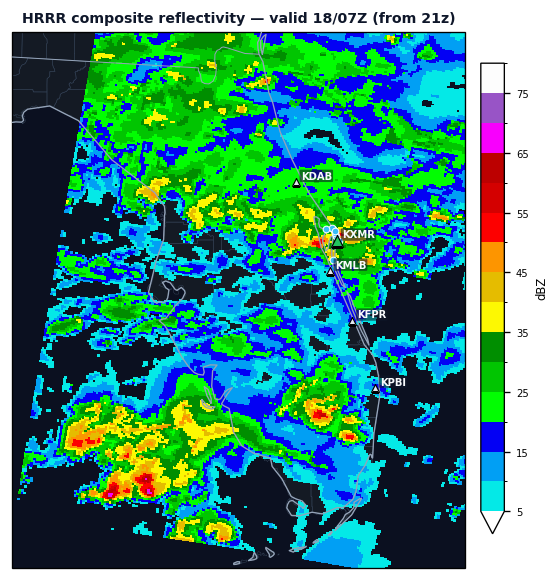 HRRR composite reflectivity — valid 18/07Z (from 21z)
KDAB
KXMR
KMLB
KFPR
KPBI
75
65
55
45
35
25
15
5
dBZ